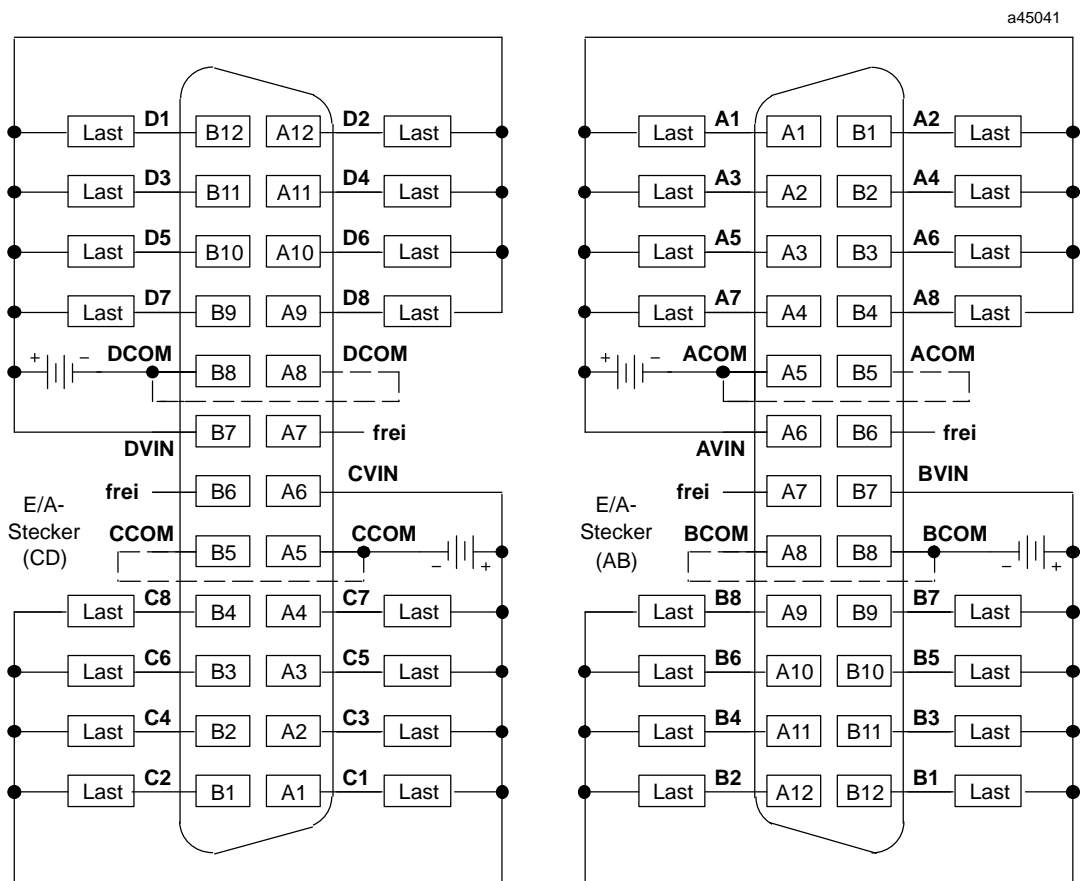 a45041
Last D1 B12 A12 D2 Last
Last D3 B11 A11 D4 Last
Last D5 B10 A10 D6 Last
Last D7 B9 A9 D8 Last
+ − DCOM B8 A8 DCOM
DVIN B7 A7 frei
frei B6 A6 CVIN
E/A-
Stecker
(CD)
CCOM B5 A5 CCOM − +
Last C8 B4 A4 C7 Last
Last C6 B3 A3 C5 Last
Last C4 B2 A2 C3 Last
Last C2 B1 A1 C1 Last
Last A1 A1 B1 A2 Last
Last A3 A2 B2 A4 Last
Last A5 A3 B3 A6 Last
Last A7 A4 B4 A8 Last
+ − ACOM A5 B5 ACOM
AVIN A6 B6 frei
frei A7 B7 BVIN
E/A-
Stecker
(AB)
BCOM A8 B8 BCOM − +
Last B8 A9 B9 B7 Last
Last B6 A10 B10 B5 Last
Last B4 A11 B11 B3 Last
Last B2 A12 B12 B1 Last